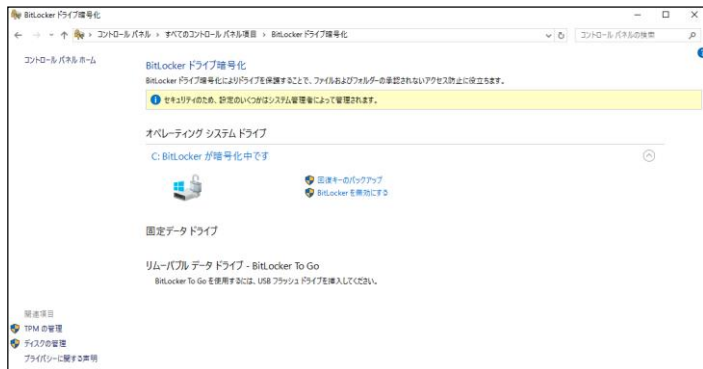 BitLocker ドライブ暗号化
コントロール パネル › すべてのコントロール パネル項目 › BitLocker ドライブ暗号化
コントロール パネルの検索
コントロール パネル ホーム
BitLocker ドライブ暗号化
BitLocker ドライブ暗号化によりドライブを保護することで、ファイルおよびフォルダーの承認されないアクセス防止に役立ちます。
セキュリティのため、設定のいくつかはシステム管理者によって管理されます。
オペレーティング システム ドライブ
C: BitLocker が暗号化中です
回復キーのバックアップ
BitLocker を無効にする
固定データ ドライブ
リムーバブル データ ドライブ - BitLocker To Go
BitLocker To Go を使用するには、USB フラッシュ ドライブを挿入してください。
関連項目
TPM の管理
ディスクの管理
プライバシーに関する声明